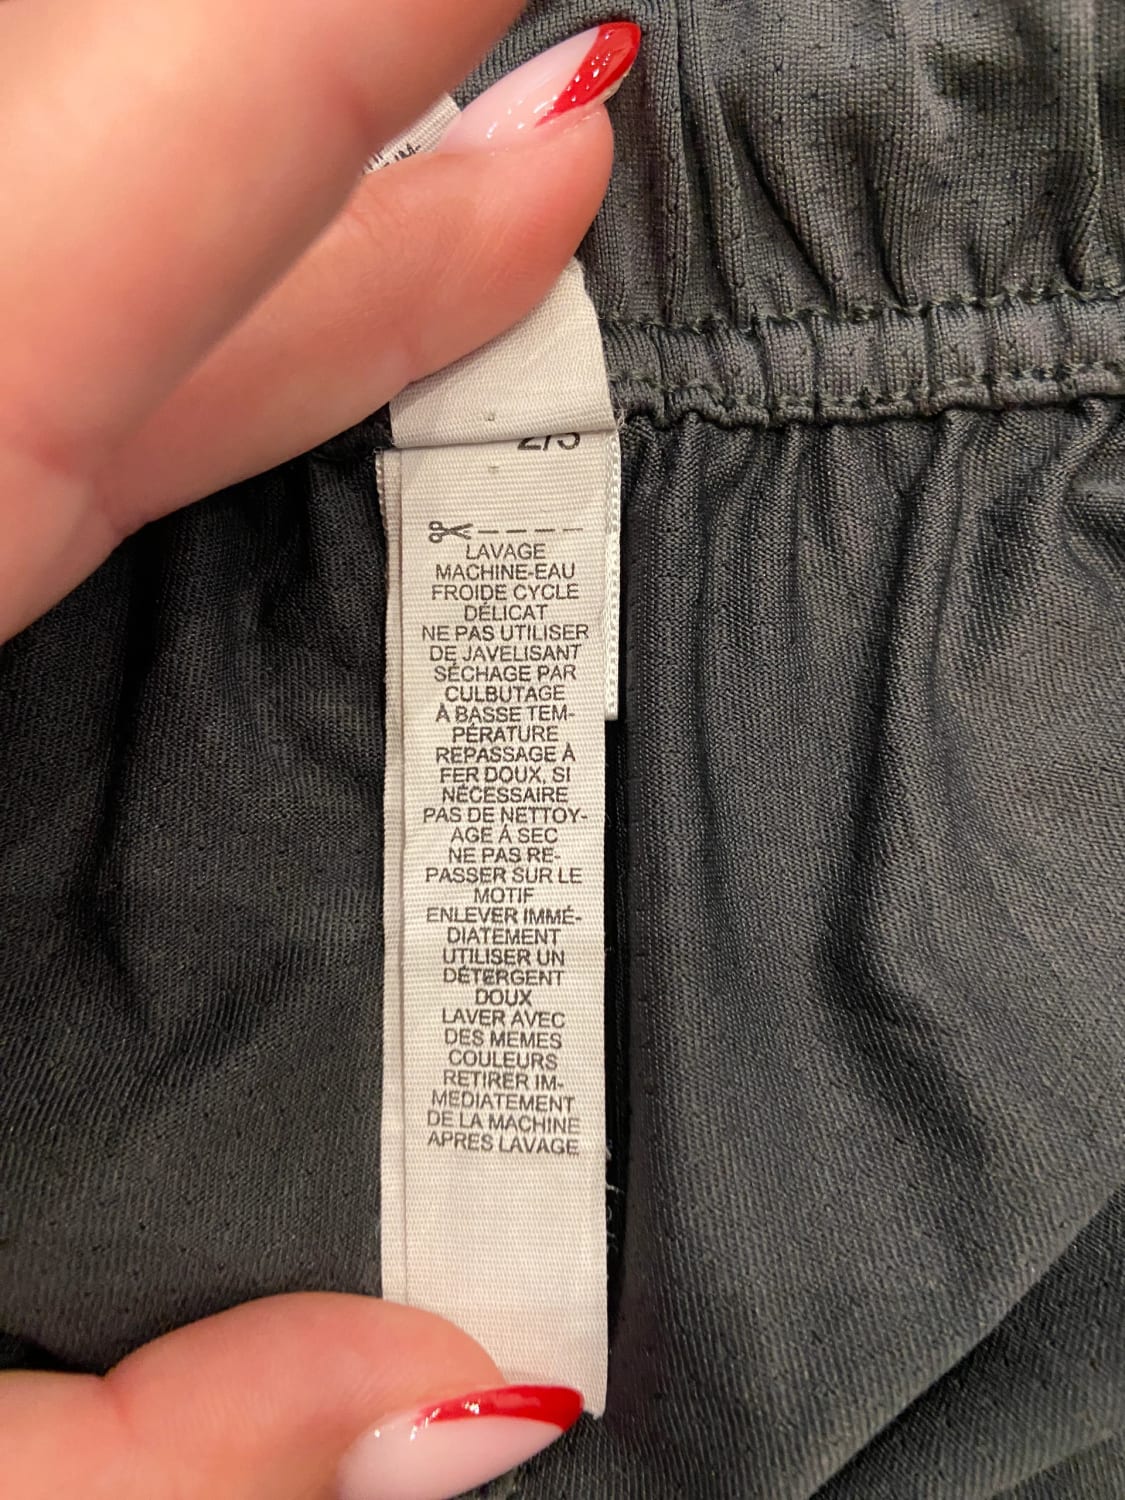 2/3
LAVAGE
MACHINE-EAU
FROIDE CYCLE
DÉLICAT
NE PAS UTILISER
DE JAVELISANT
SÉCHAGE PAR
CULBUTAGE
À BASSE TEM-
PÉRATURE
REPASSAGE À
FER DOUX, SI
NÉCESSAIRE
PAS DE NETTOY-
AGE À SEC
NE PAS RE-
PASSER SUR LE
MOTIF
ENLEVER IMMÉ-
DIATEMENT
UTILISER UN
DÉTERGENT
DOUX
LAVER AVEC
DES MEMES
COULEURS
RETIRER IM-
MEDIATEMENT
DE LA MACHINE
APRES LAVAGE